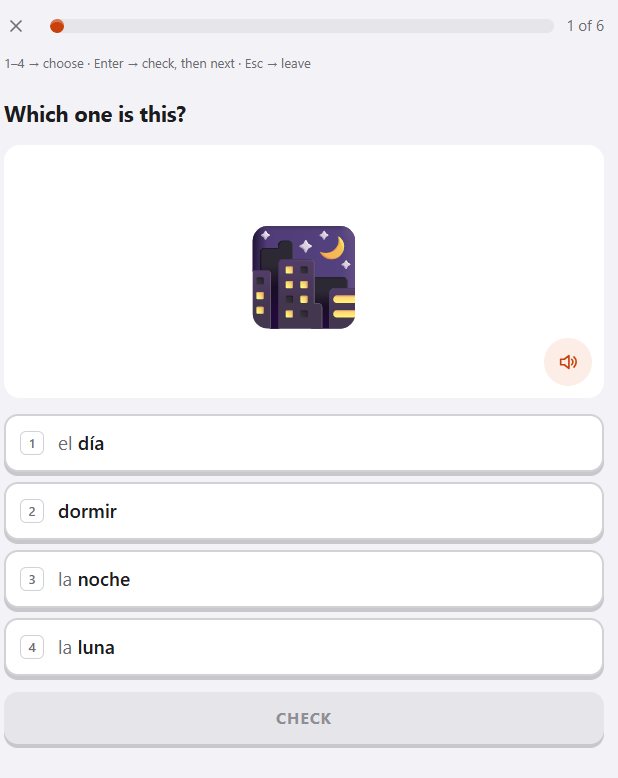 1 of 6
1–4 → choose · Enter → check, then next · Esc → leave
Which one is this?
1 el día
2 dormir
3 la noche
4 la luna
CHECK